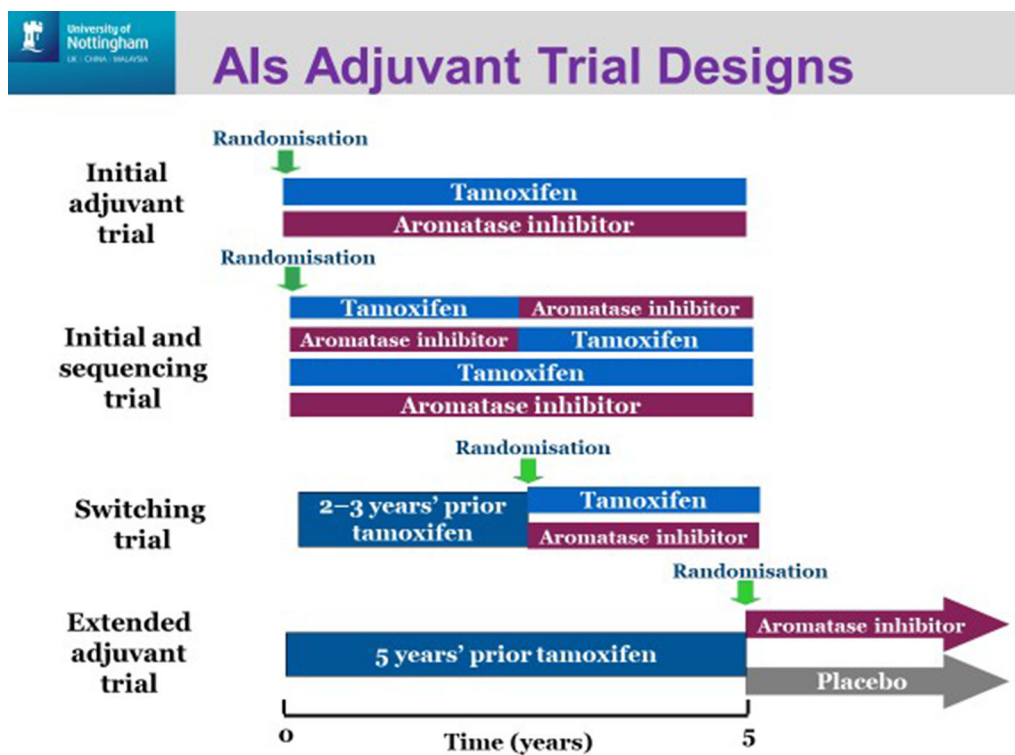 University of
Nottingham
UK | CHINA | MALAYSIA
AIs Adjuvant Trial Designs
Randomisation
Initial
adjuvant
trial
Tamoxifen
Aromatase inhibitor
Randomisation
Initial and
sequencing
trial
Tamoxifen Aromatase inhibitor
Aromatase inhibitor Tamoxifen
Tamoxifen
Aromatase inhibitor
Randomisation
Switching
trial
2–3 years’ prior
tamoxifen
Tamoxifen
Aromatase inhibitor
Randomisation
Extended
adjuvant
trial
5 years’ prior tamoxifen
Aromatase inhibitor
Placebo
0 5
Time (years)